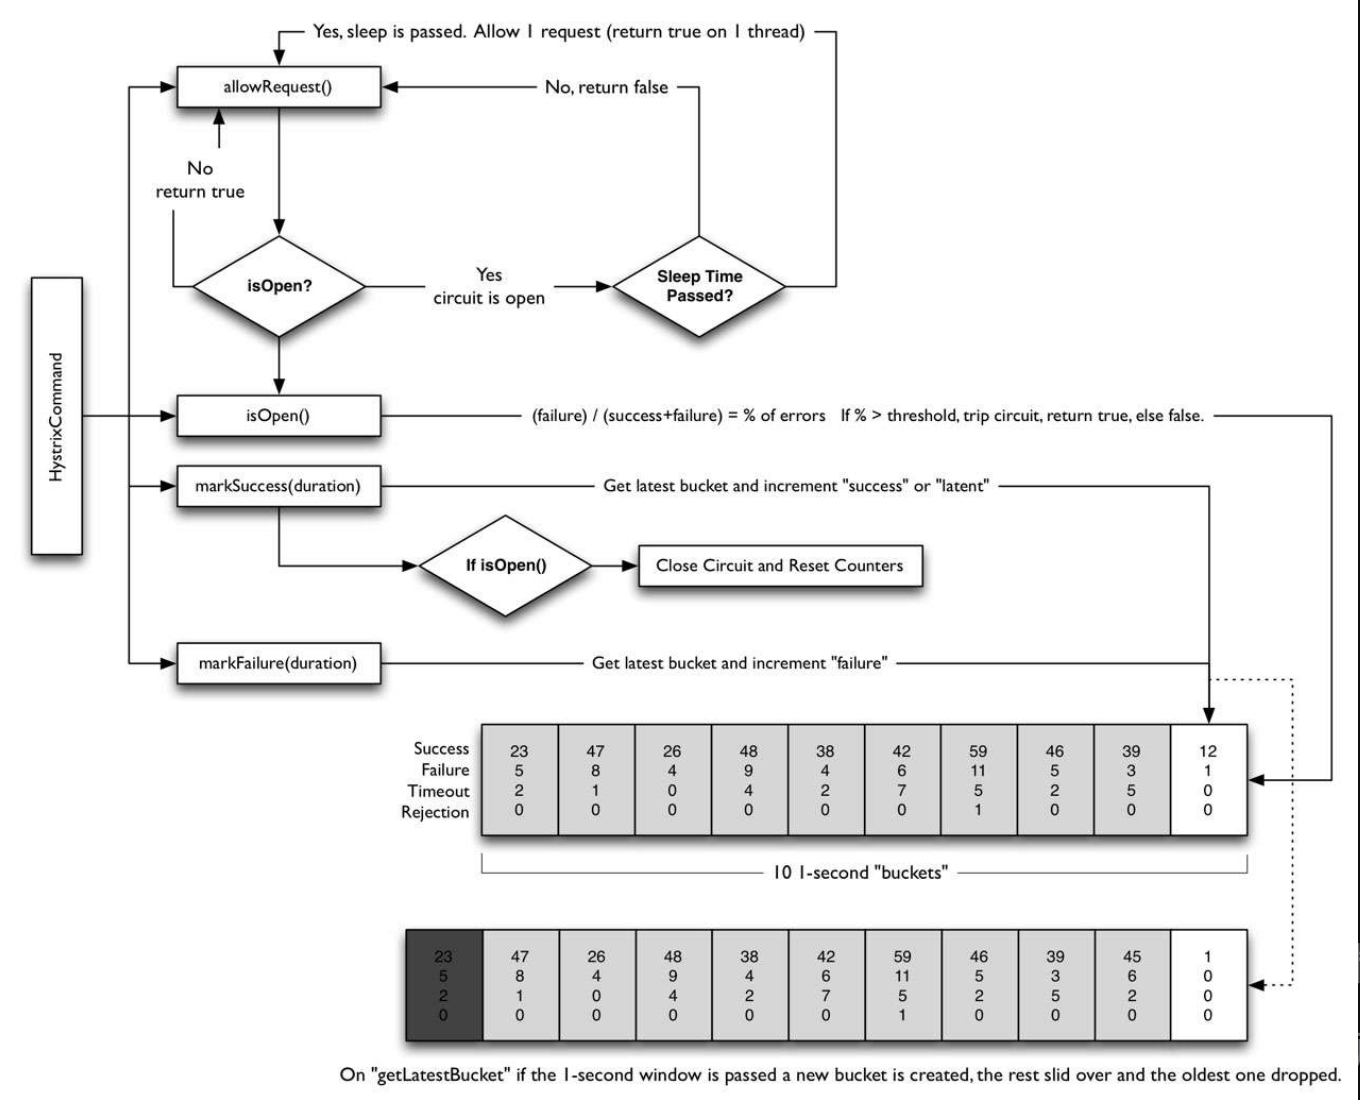 Yes, sleep is passed. Allow 1 request (return true on 1 thread)
allowRequest()
No, return false
No
return true
isOpen?
Yes
circuit is open
Sleep Time
Passed?
HystrixCommand
isOpen()
(failure) / (success+failure) = % of errors If % > threshold, trip circuit, return true, else false.
markSuccess(duration)
Get latest bucket and increment "success" or "latent"
If isOpen()
Close Circuit and Reset Counters
markFailure(duration)
Get latest bucket and increment "failure"
Success 23 47 26 48 38 42 59 46 39 12
Failure 5 8 4 9 4 6 11 5 3 1
Timeout 2 1 0 4 2 7 5 2 5 0
Rejection 0 0 0 0 0 0 1 0 0 0
10 1-second "buckets"
23 47 26 48 38 42 59 46 39 45 1
5 8 4 9 4 6 11 5 3 6 0
2 1 0 4 2 7 5 2 5 2 0
0 0 0 0 0 0 1 0 0 0 0
On "getLatestBucket" if the 1-second window is passed a new bucket is created, the rest slid over and the oldest one dropped.